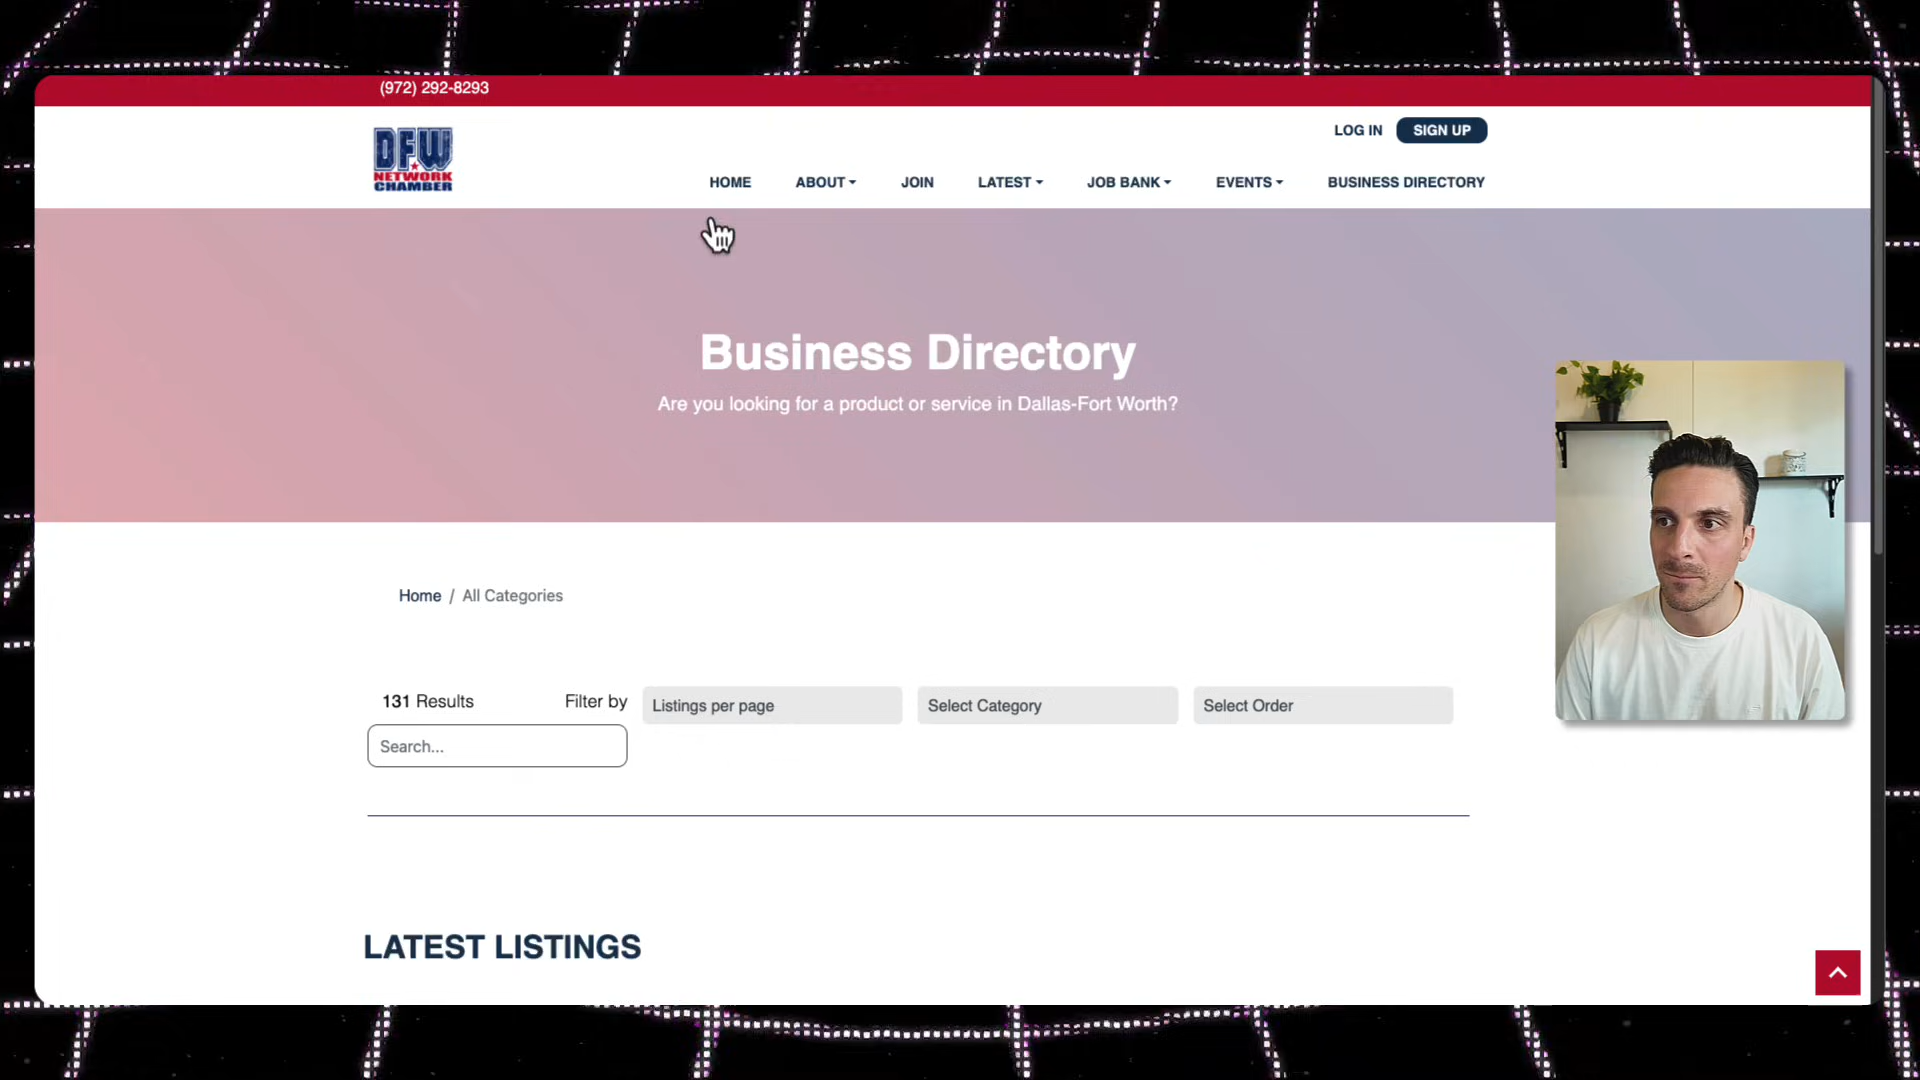 (972) 292-8293
LOG IN
SIGN UP
DFW
NETWORK
CHAMBER
HOME
ABOUT
JOIN
LATEST
JOB BANK
EVENTS
BUSINESS DIRECTORY
Business Directory
Are you looking for a product or service in Dallas-Fort Worth?
Home / All Categories
131 Results
Filter by
Listings per page
Select Category
Select Order
Search...
LATEST LISTINGS